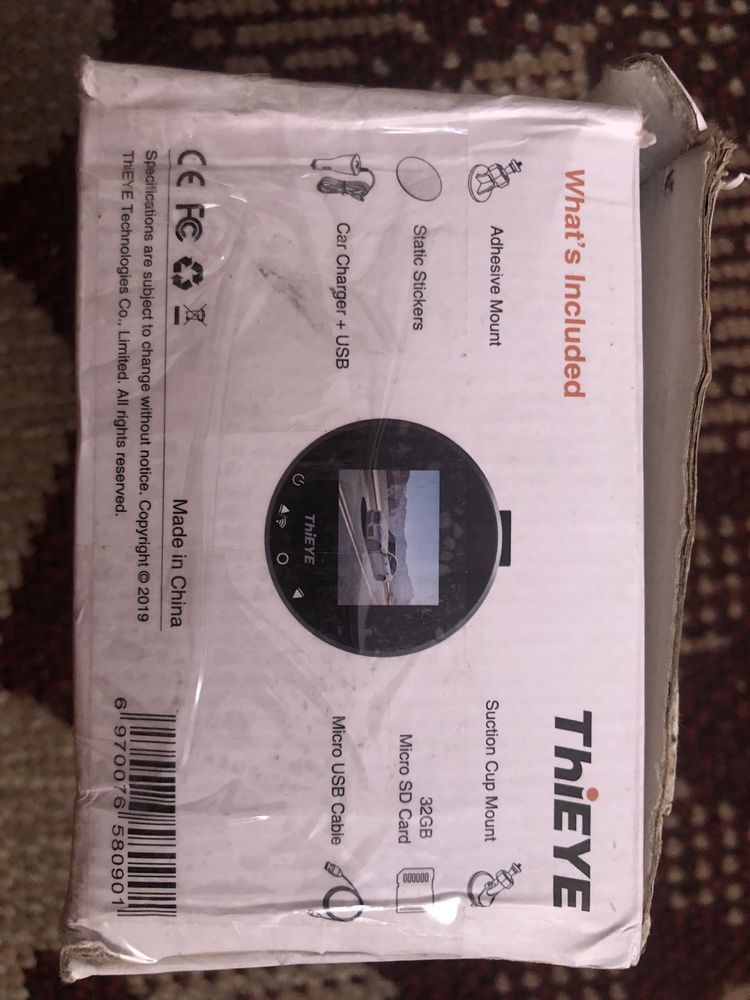 What's Included
ThiEYE
Adhesive Mount
Suction Cup Mount
Static Stickers
32GB
Micro SD Card
Car Charger + USB
Micro USB Cable
ThiEYE
CE FC
Made in China
Specifications are subject to change without notice. Copyright © 2019
ThiEYE Technologies Co., Limited. All rights reserved.
6 970076 580901